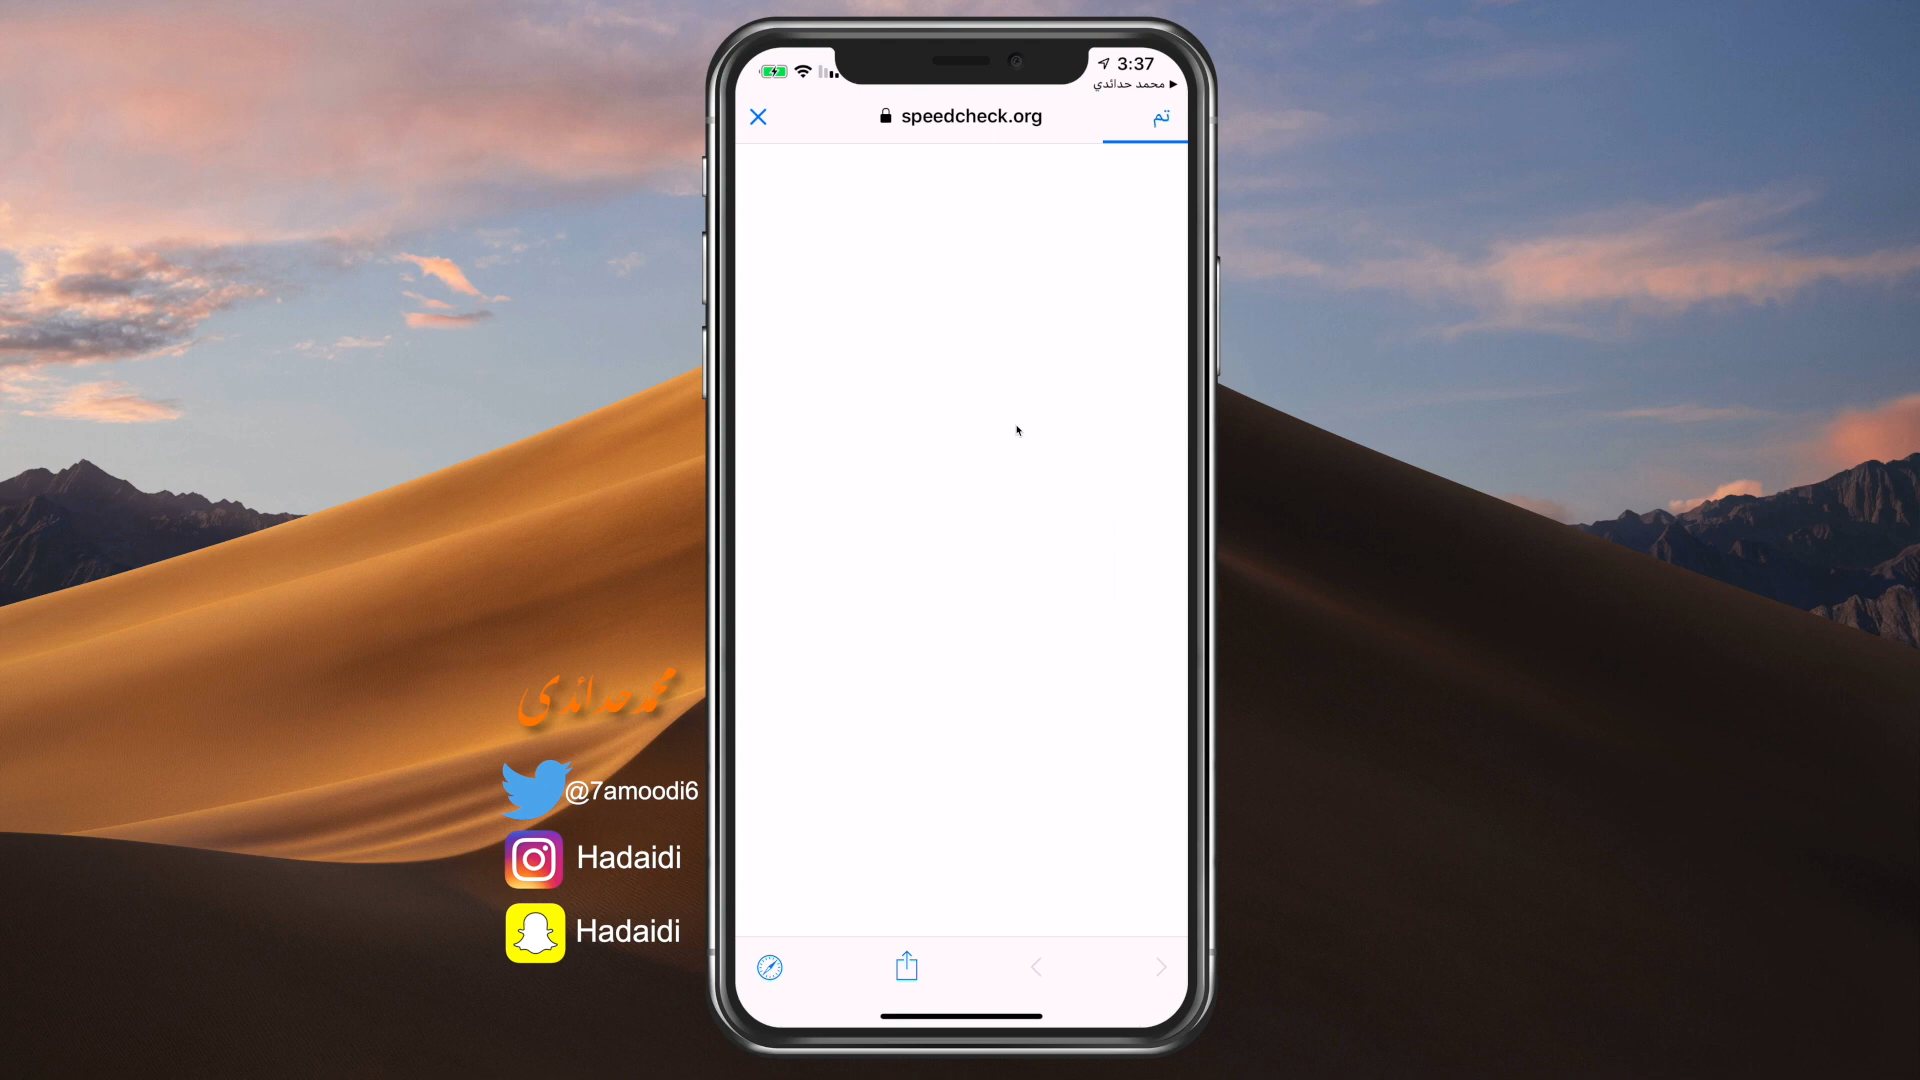 3:37
محمد حدائدي ◀
speedcheck.org
تم
محمد حدائدي
@7amoodi6
Hadaidi
Hadaidi